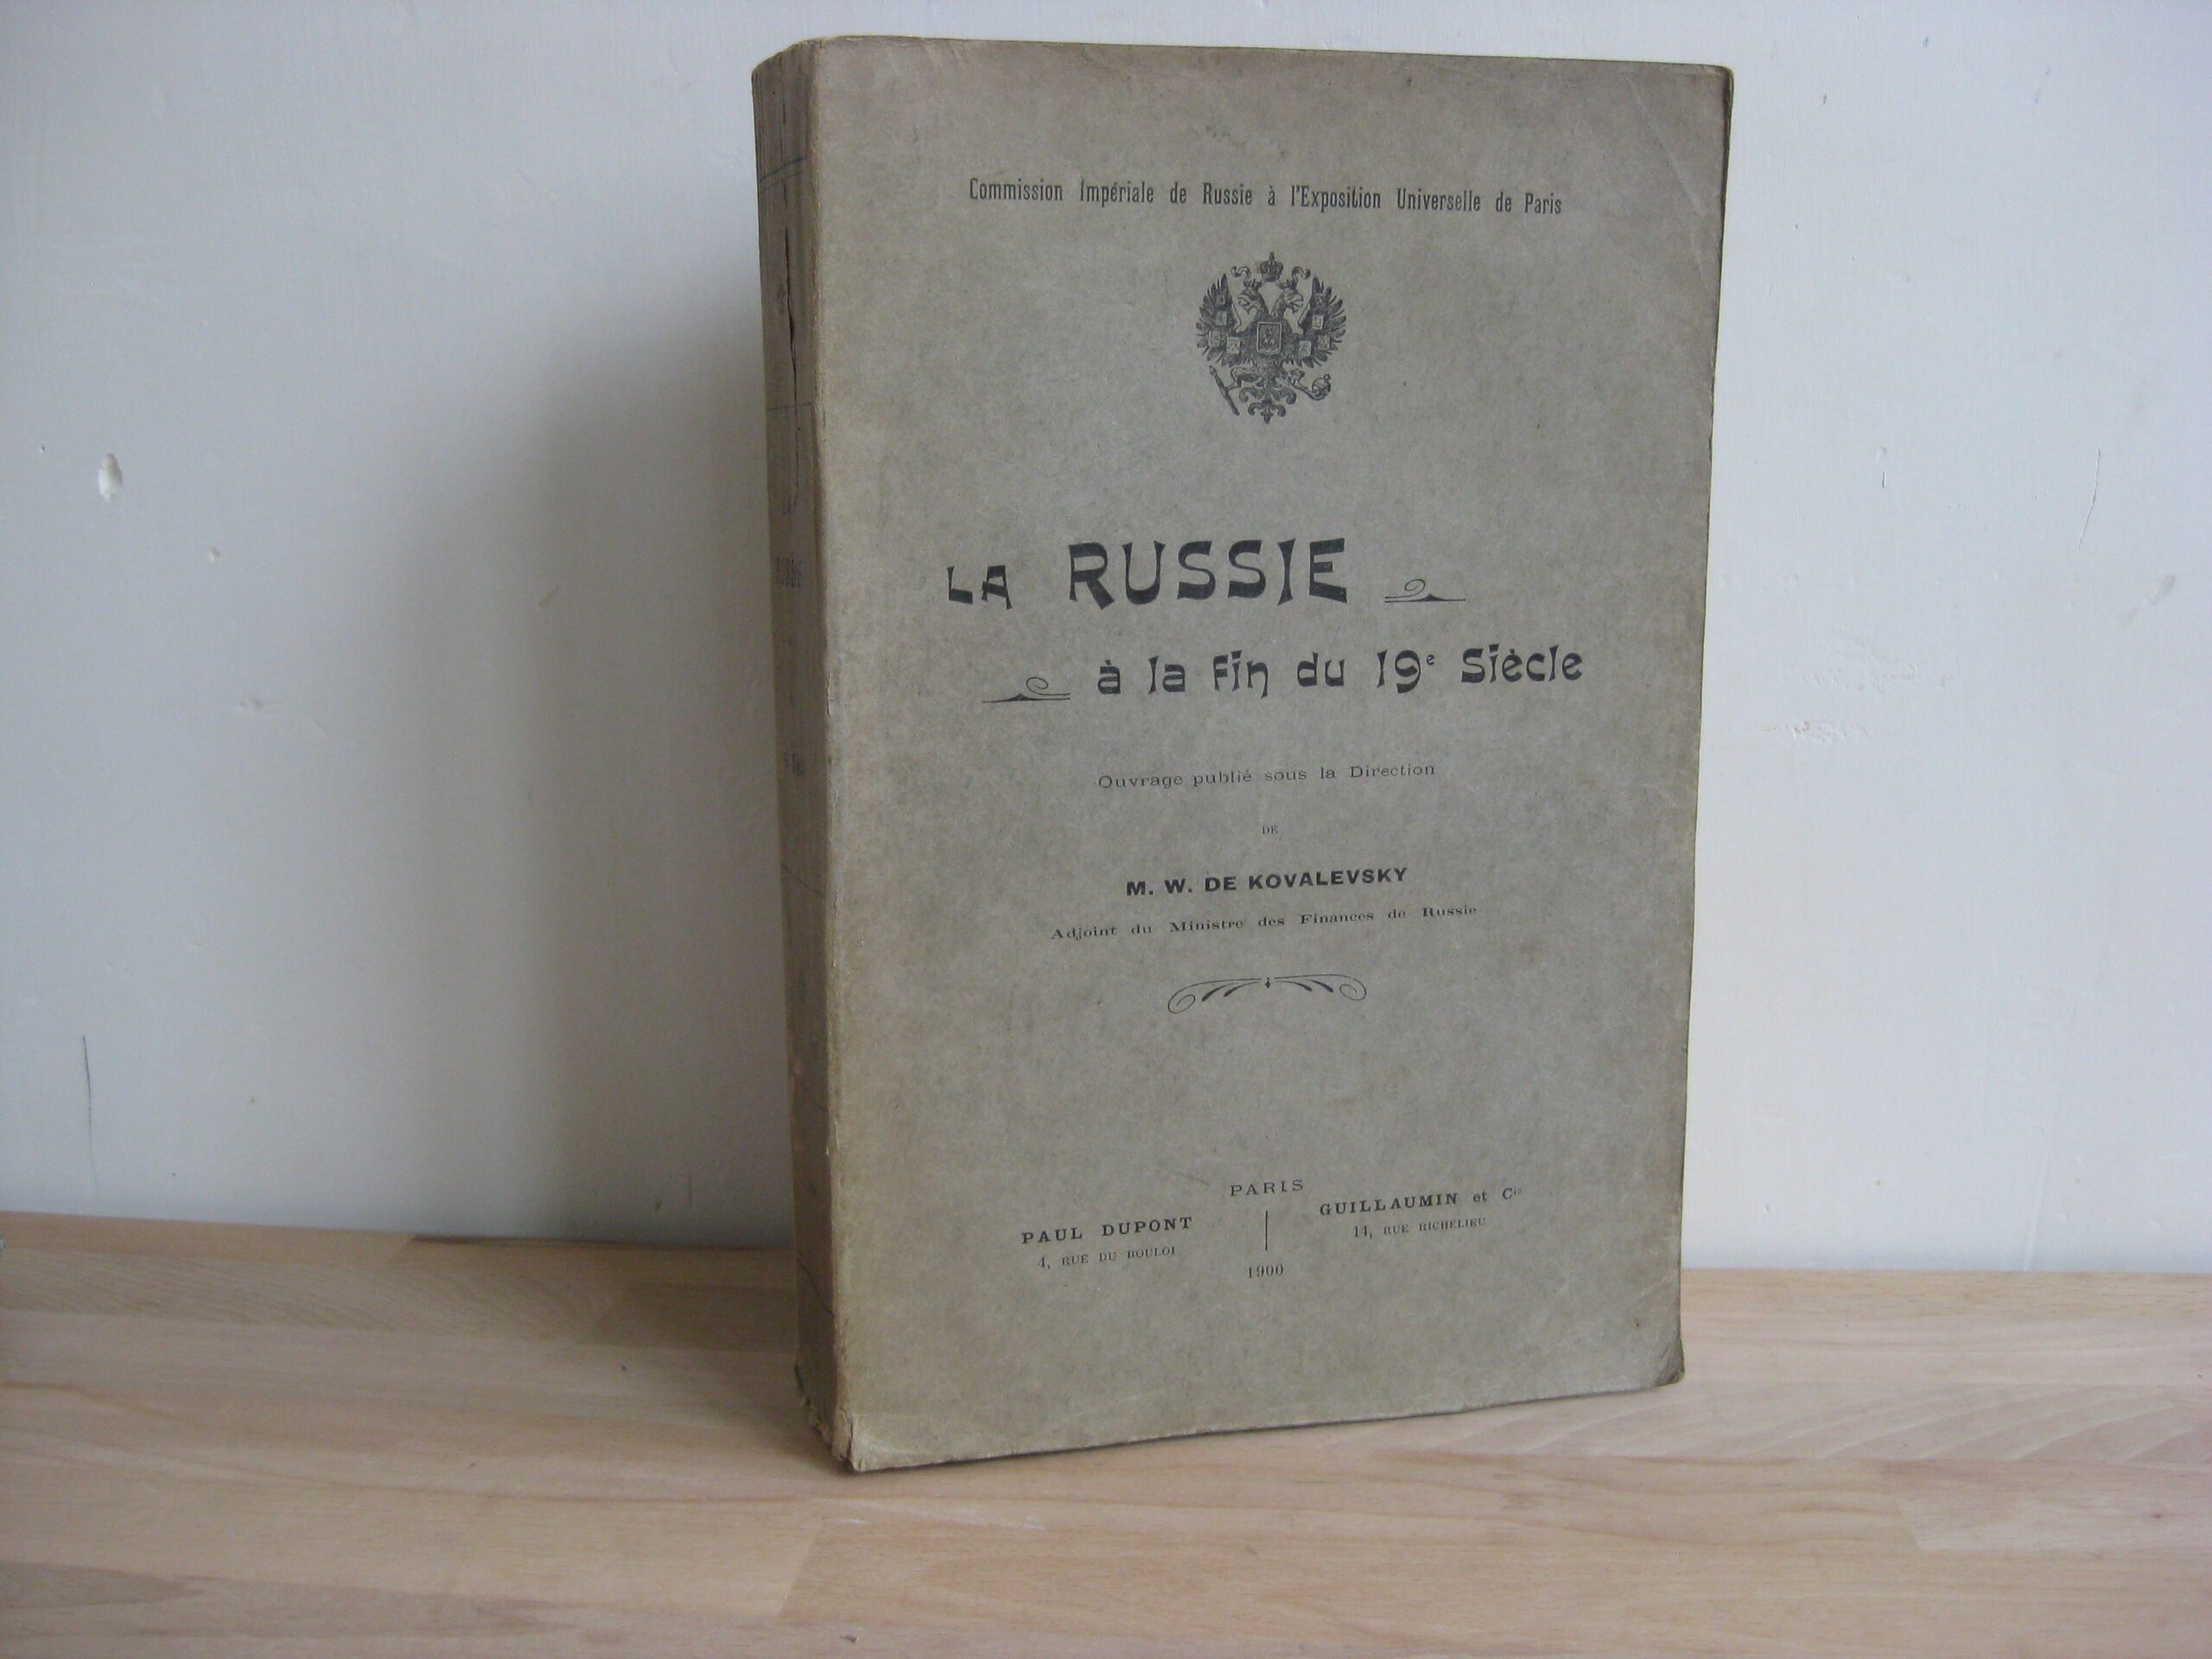 Commission Impériale de Russie à l'Exposition Universelle de Paris
LA RUSSIE
à la fin du 19e Siècle
Ouvrage publié sous la Direction
DE
M. W. DE KOVALEVSKY
Adjoint du Ministre des Finances de Russie
PARIS
PAUL DUPONT
4, RUE DU BOULOI
GUILLAUMIN et Cie
14, RUE RICHELIEU
1900